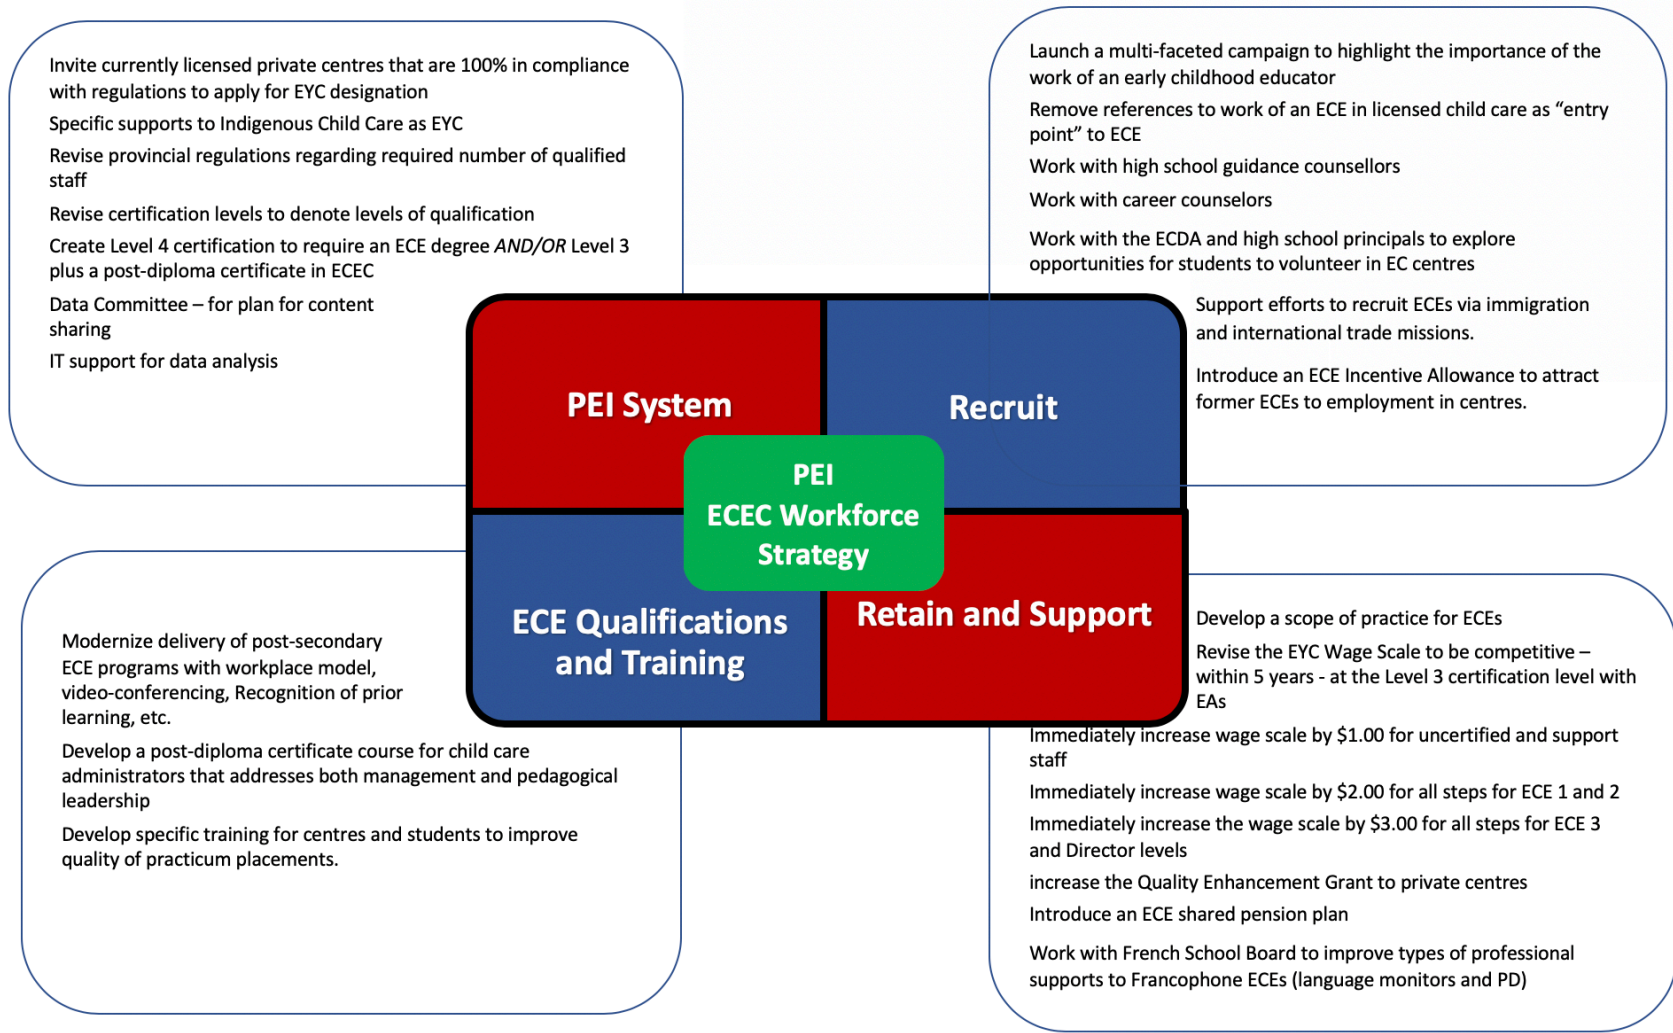 Invite currently licensed private centres that are 100% in compliance
with regulations to apply for EYC designation
Specific supports to Indigenous Child Care as EYC
Revise provincial regulations regarding required number of qualified
staff
Revise certification levels to denote levels of qualification
Create Level 4 certification to require an ECE degree AND/OR Level 3
plus a post-diploma certificate in ECEC
Data Committee – for plan for content
sharing
IT support for data analysis
Launch a multi-faceted campaign to highlight the importance of the
work of an early childhood educator
Remove references to work of an ECE in licensed child care as “entry
point” to ECE
Work with high school guidance counsellors
Work with career counselors
Work with the ECDA and high school principals to explore
opportunities for students to volunteer in EC centres
Support efforts to recruit ECEs via immigration
and international trade missions.
Introduce an ECE Incentive Allowance to attract
former ECEs to employment in centres.
PEI System
Recruit
PEI
ECEC Workforce
Strategy
ECE Qualifications
and Training
Retain and Support
Modernize delivery of post-secondary
ECE programs with workplace model,
video-conferencing, Recognition of prior
learning, etc.
Develop a post-diploma certificate course for child care
administrators that addresses both management and pedagogical
leadership
Develop specific training for centres and students to improve
quality of practicum placements.
Develop a scope of practice for ECEs
Revise the EYC Wage Scale to be competitive –
within 5 years - at the Level 3 certification level with
EAs
Immediately increase wage scale by $1.00 for uncertified and support
staff
Immediately increase wage scale by $2.00 for all steps for ECE 1 and 2
Immediately increase the wage scale by $3.00 for all steps for ECE 3
and Director levels
increase the Quality Enhancement Grant to private centres
Introduce an ECE shared pension plan
Work with French School Board to improve types of professional
supports to Francophone ECEs (language monitors and PD)